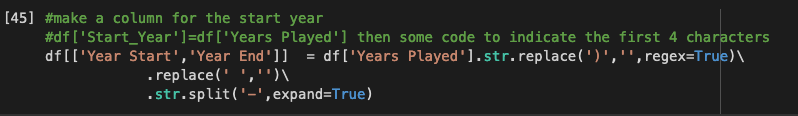 [45] #make a column for the start year
#df['Start_Year']=df['Years Played'] then some code to indicate the first 4 characters
df[['Year Start','Year End']]  = df['Years Played'].str.replace(')','',regex=True)\
.replace(' ','')\
.str.split('-',expand=True)